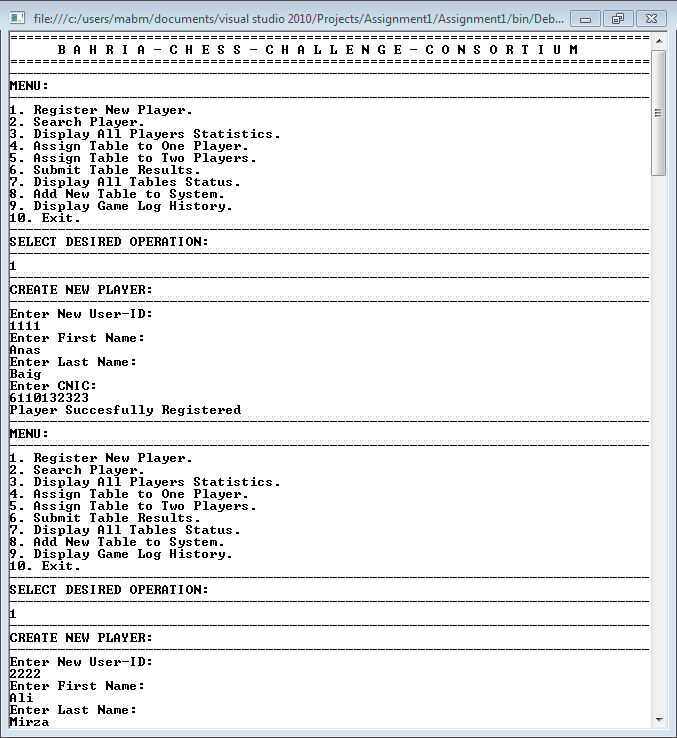 file:///c:/users/mabm/documents/visual studio 2010/Projects/Assignment1/Assignment1/bin/Deb...
B A H R I A - C H E S S - C H A L L E N G E - C O N S O R T I U M
MENU:
1. Register New Player.
2. Search Player.
3. Display All Players Statistics.
4. Assign Table to One Player.
5. Assign Table to Two Players.
6. Submit Table Results.
7. Display All Tables Status.
8. Add New Table to System.
9. Display Game Log History.
10. Exit.
SELECT DESIRED OPERATION:
1
CREATE NEW PLAYER:
Enter New User-ID:
1111
Enter First Name:
Anas
Enter Last Name:
Baig
Enter CNIC:
6110132323
Player Succesfully Registered
MENU:
1. Register New Player.
2. Search Player.
3. Display All Players Statistics.
4. Assign Table to One Player.
5. Assign Table to Two Players.
6. Submit Table Results.
7. Display All Tables Status.
8. Add New Table to System.
9. Display Game Log History.
10. Exit.
SELECT DESIRED OPERATION:
1
CREATE NEW PLAYER:
Enter New User-ID:
2222
Enter First Name:
Ali
Enter Last Name:
Mirza